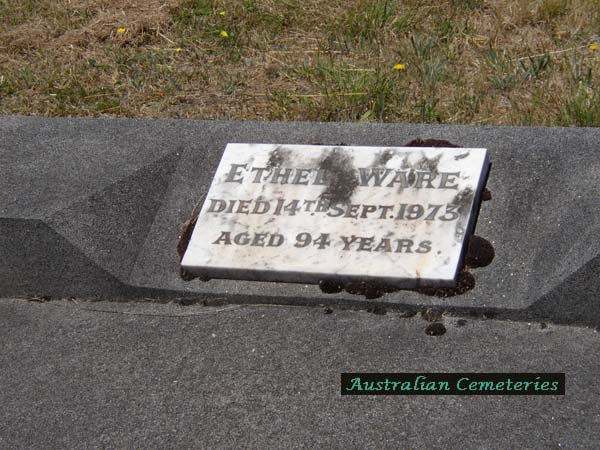 ETHEL WARE
DIED 14TH SEPT. 1973
AGED 94 YEARS
Australian Cemeteries